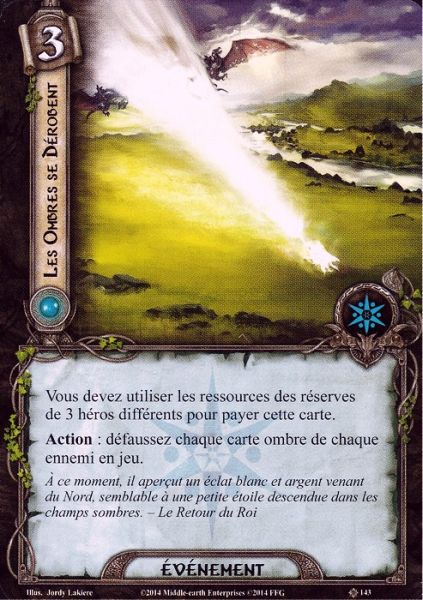 3
Les Ombres se Dérobent
Vous devez utiliser les ressources des réserves
de 3 héros différents pour payer cette carte.
Action : défaussez chaque carte ombre de chaque
ennemi en jeu.
À ce moment, il aperçut un éclat blanc et argent venant
du Nord, semblable à une petite étoile descendue dans les
champs sombres. – Le Retour du Roi
Événement
Illus. Jordy Lakiere
©2014 Middle-earth Enterprises ©2014 FFG
143